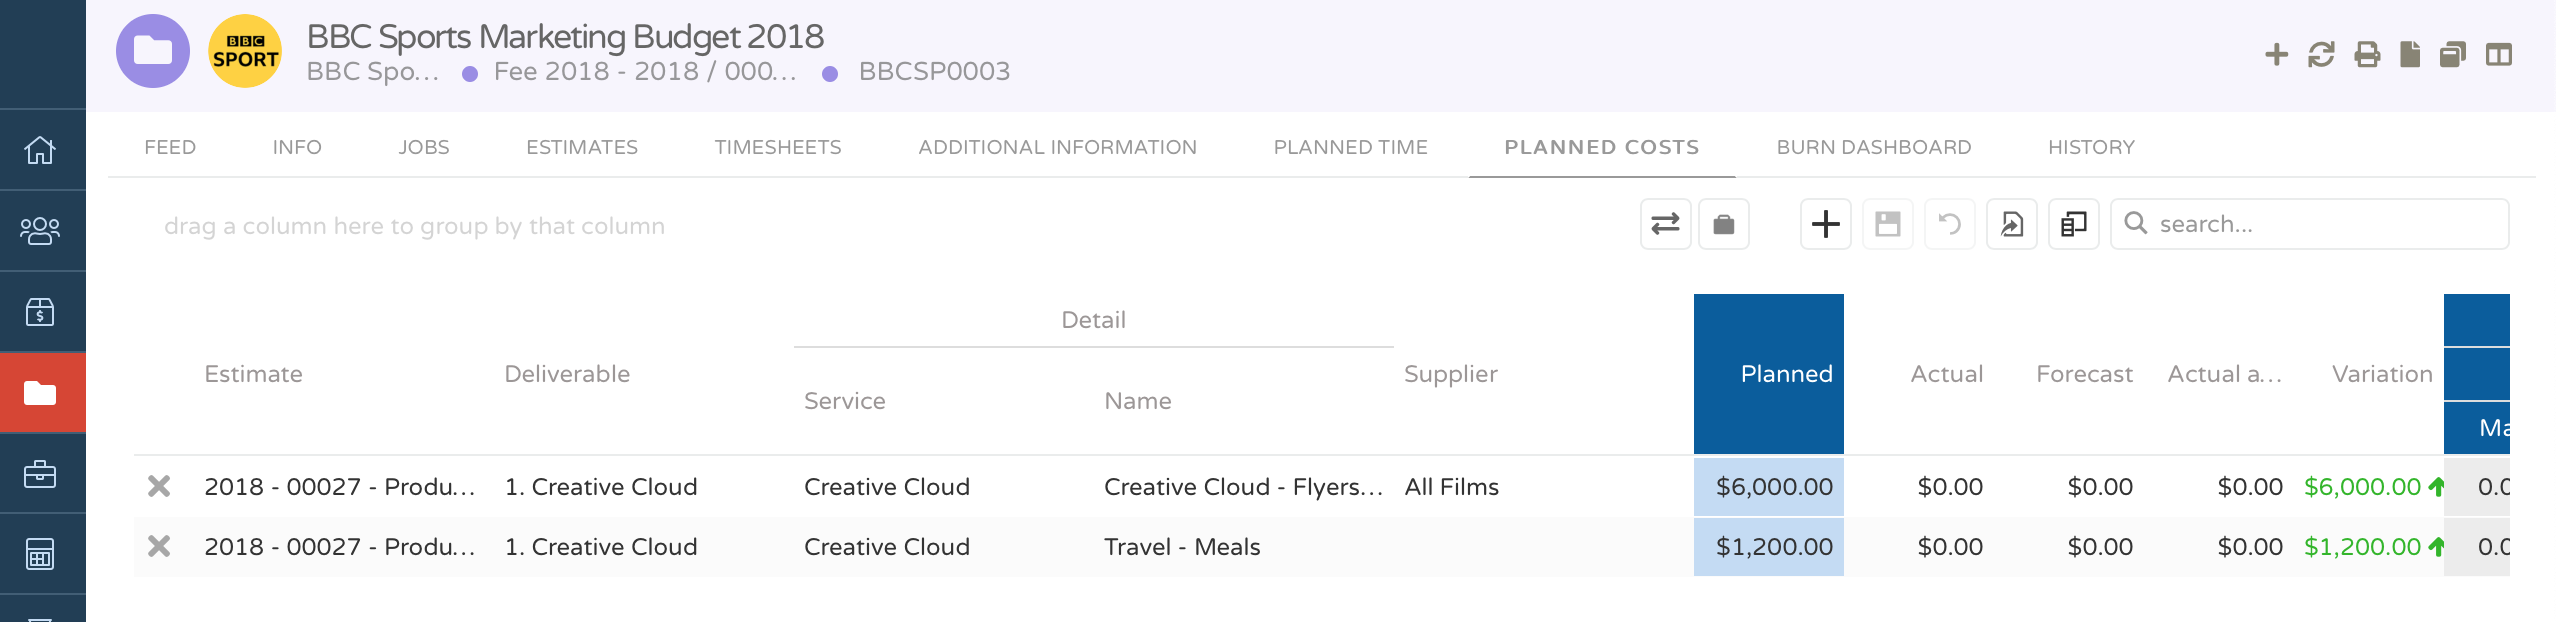 BBC
SPORT
BBC Sports Marketing Budget 2018
BBC Spo... Fee 2018 - 2018 / 000... BBCSP0003
FEED INFO JOBS ESTIMATES TIMESHEETS ADDITIONAL INFORMATION PLANNED TIME PLANNED COSTS BURN DASHBOARD HISTORY
drag a column here to group by that column
search...
Detail
Estimate Deliverable Supplier Planned Actual Forecast Actual a... Variation
Service Name
Ma
2018 - 00027 - Produ... 1. Creative Cloud Creative Cloud Creative Cloud - Flyers... All Films $6,000.00 $0.00 $0.00 $0.00 $6,000.00 0.0
2018 - 00027 - Produ... 1. Creative Cloud Creative Cloud Travel - Meals $1,200.00 $0.00 $0.00 $0.00 $1,200.00 0.0